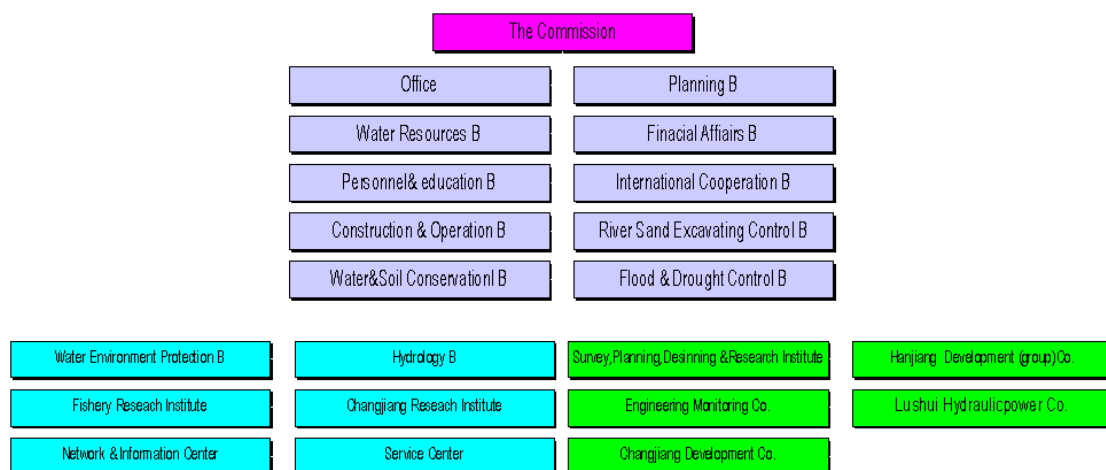 The Commission
Office
Planning B
Water Resources B
Finacial Affiairs B
Personnel& education B
International Cooperation B
Construction & Operation B
River Sand Excavating Control B
Water&Soil Conservationl B
Flood & Drought Control B
Water Environment Protection B
Hydrology B
Survey,Planning,Desinning &Research Institute
Hanjiang Development (group)Co.
Fishery Reseach Institute
Changjiang Reseach Institute
Engineering Monitoring Co.
Lushui Hydraulicpower Co.
Network & Information Center
Service Center
Changjiang Development Co.